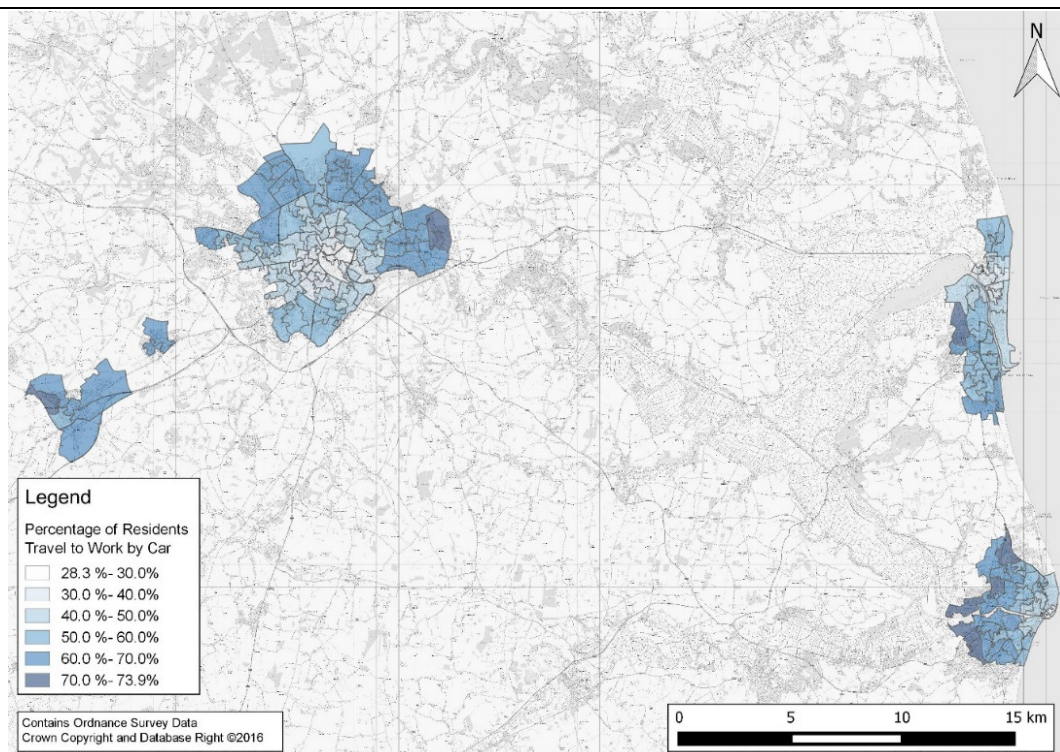 N
Legend
Percentage of Residents
Travel to Work by Car
28.3 %- 30.0%
30.0 %- 40.0%
40.0 %- 50.0%
50.0 %- 60.0%
60.0 %- 70.0%
70.0 %- 73.9%
Contains Ordnance Survey Data
Crown Copyright and Database Right ©2016
0 5 10 15 km